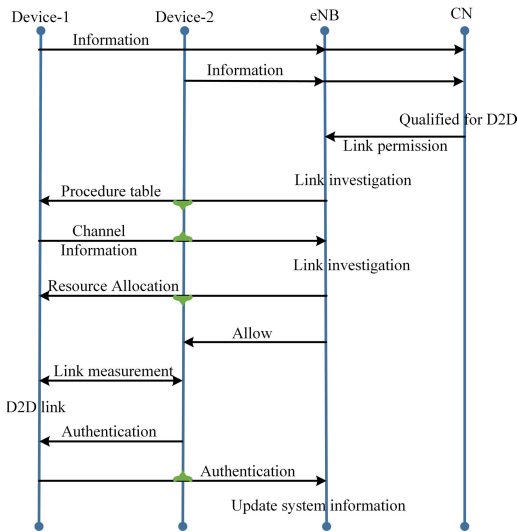 Device-1 Device-2 eNB CN
Information
Information
Qualified for D2D
Link permission
Link investigation
Procedure table
Channel
Information
Link investigation
Resource Allocation
Allow
Link measurement
D2D link
Authentication
Authentication
Update system information